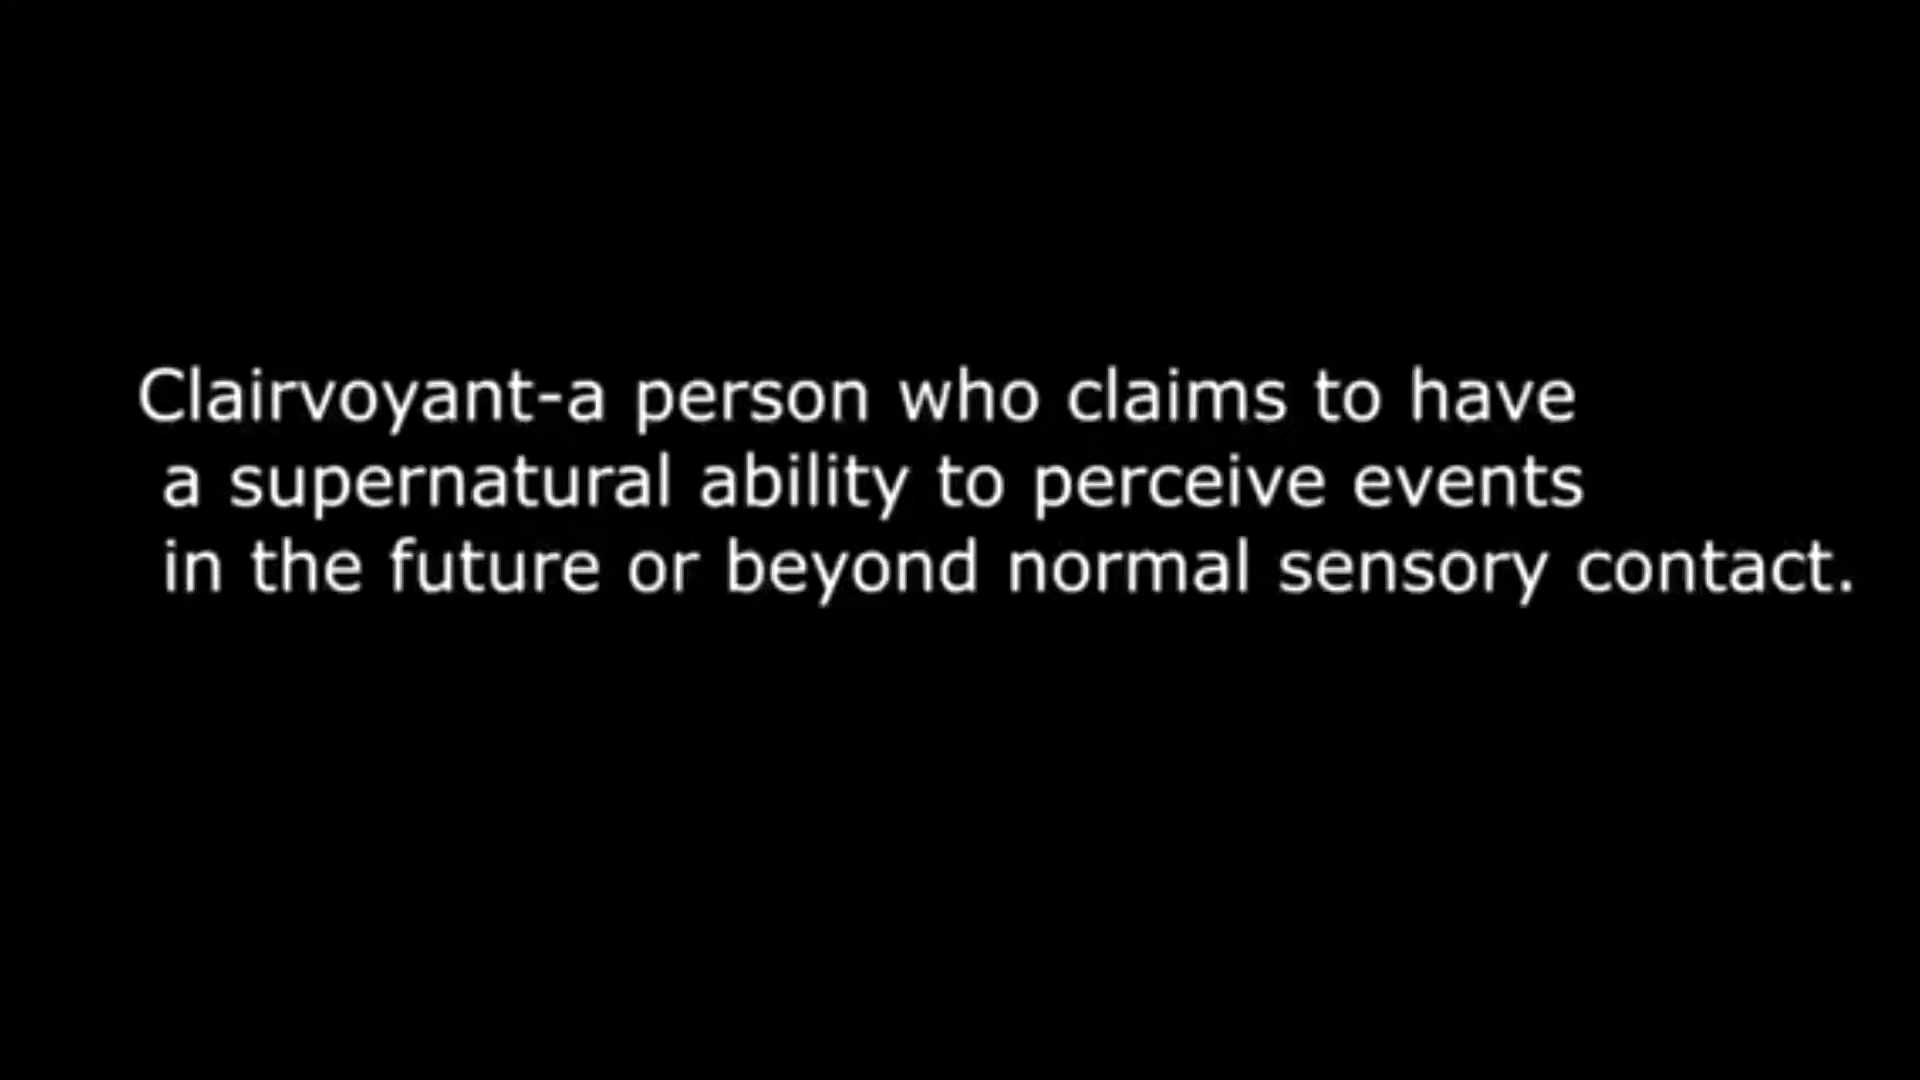 Clairvoyant-a person who claims to have
a supernatural ability to perceive events
in the future or beyond normal sensory contact.